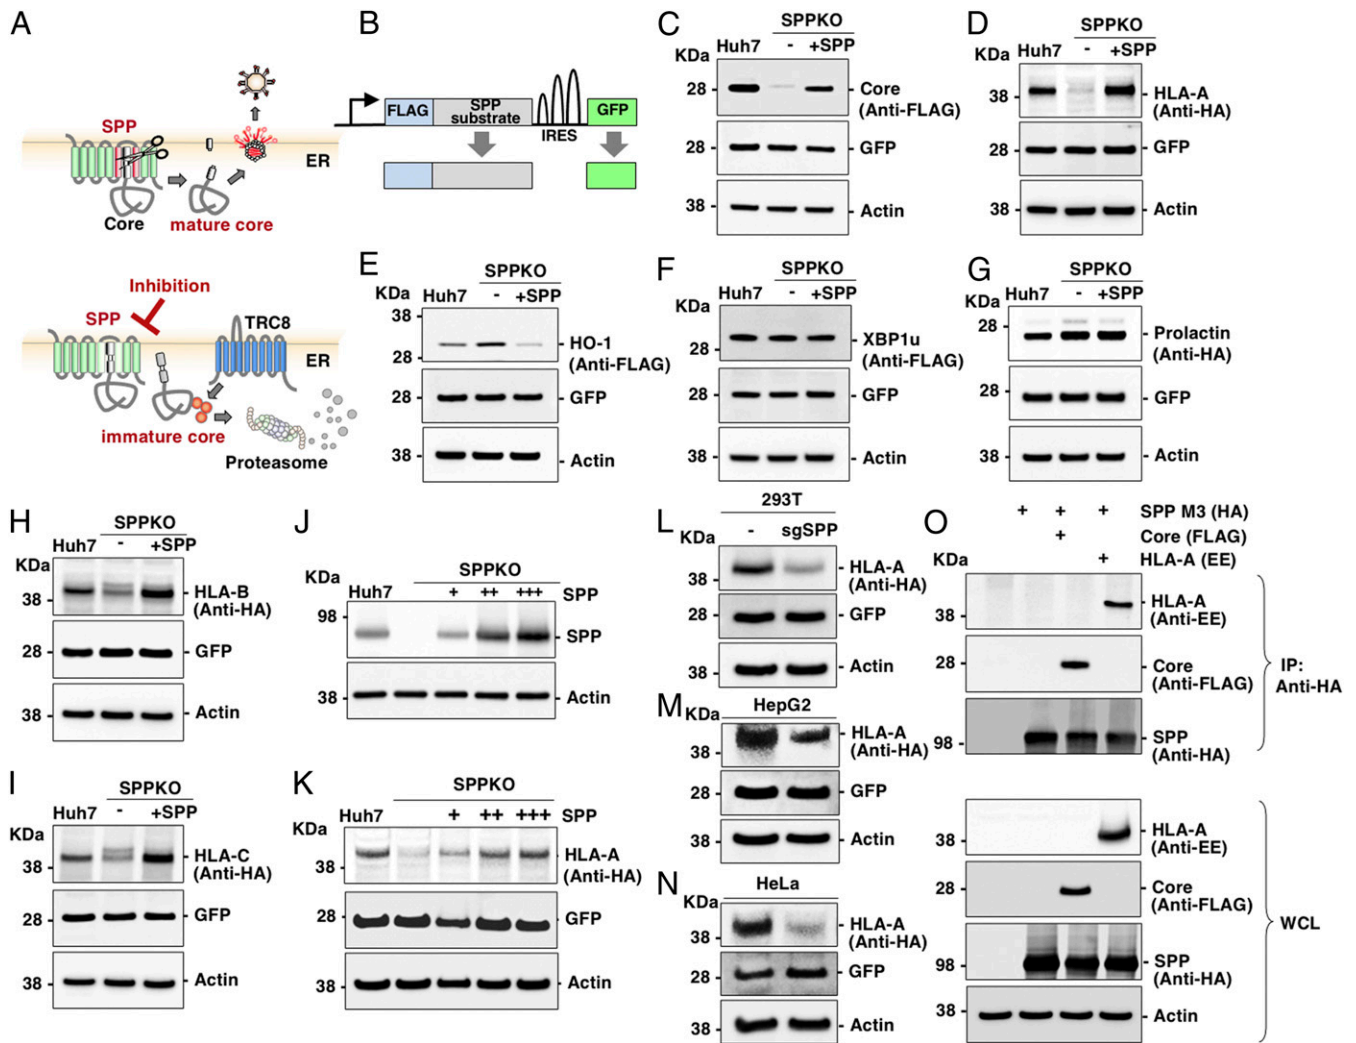 A
SPP
ER
Core
mature core
Inhibition
SPP
TRC8
ER
immature core
Proteasome
B
FLAG
SPP
substrate
IRES
GFP
C
SPPKO
Huh7 - +SPP
KDa
28 - - Core
(Anti-FLAG)
28 - - GFP
38 - - Actin
D
SPPKO
Huh7 - +SPP
KDa
38 - - HLA-A
(Anti-HA)
28 - - GFP
38 - - Actin
E
SPPKO
KDa Huh7 - +SPP
38 -
- HO-1
28 - (Anti-FLAG)
28 - - GFP
38 - - Actin
F
SPPKO
Huh7 - +SPP
KDa
28 - - XBP1u
(Anti-FLAG)
28 - - GFP
38 - - Actin
G
SPPKO
KDa Huh7 - +SPP
28 - - Prolactin
(Anti-HA)
28 - - GFP
38 - - Actin
H
SPPKO
Huh7 - +SPP
KDa
38 - - HLA-B
(Anti-HA)
28 - - GFP
38 - - Actin
I
SPPKO
Huh7 - +SPP
KDa
38 - - HLA-C
(Anti-HA)
28 - - GFP
38 - - Actin
J
SPPKO
KDa Huh7 + ++ +++ SPP
98 -
- SPP
38 - - Actin
K
SPPKO
Huh7 + ++ +++ SPP
KDa
38 - - HLA-A
(Anti-HA)
28 - - GFP
38 - - Actin
L
293T
- sgSPP
KDa
38 - - HLA-A
(Anti-HA)
28 - - GFP
38 - - Actin
M
KDa HepG2
38 - - HLA-A
(Anti-HA)
28 - - GFP
38 - - Actin
N
HeLa
KDa
38 - - HLA-A
(Anti-HA)
28 - - GFP
38 - - Actin
O
+ + + SPP M3 (HA)
+ Core (FLAG)
KDa + HLA-A (EE)
38 - - HLA-A
(Anti-EE)
28 - - Core
(Anti-FLAG)
98 - - SPP
(Anti-HA)
IP:
Anti-HA
38 - - HLA-A
(Anti-EE)
28 - - Core
(Anti-FLAG)
98 - - SPP
(Anti-HA)
38 - - Actin
WCL